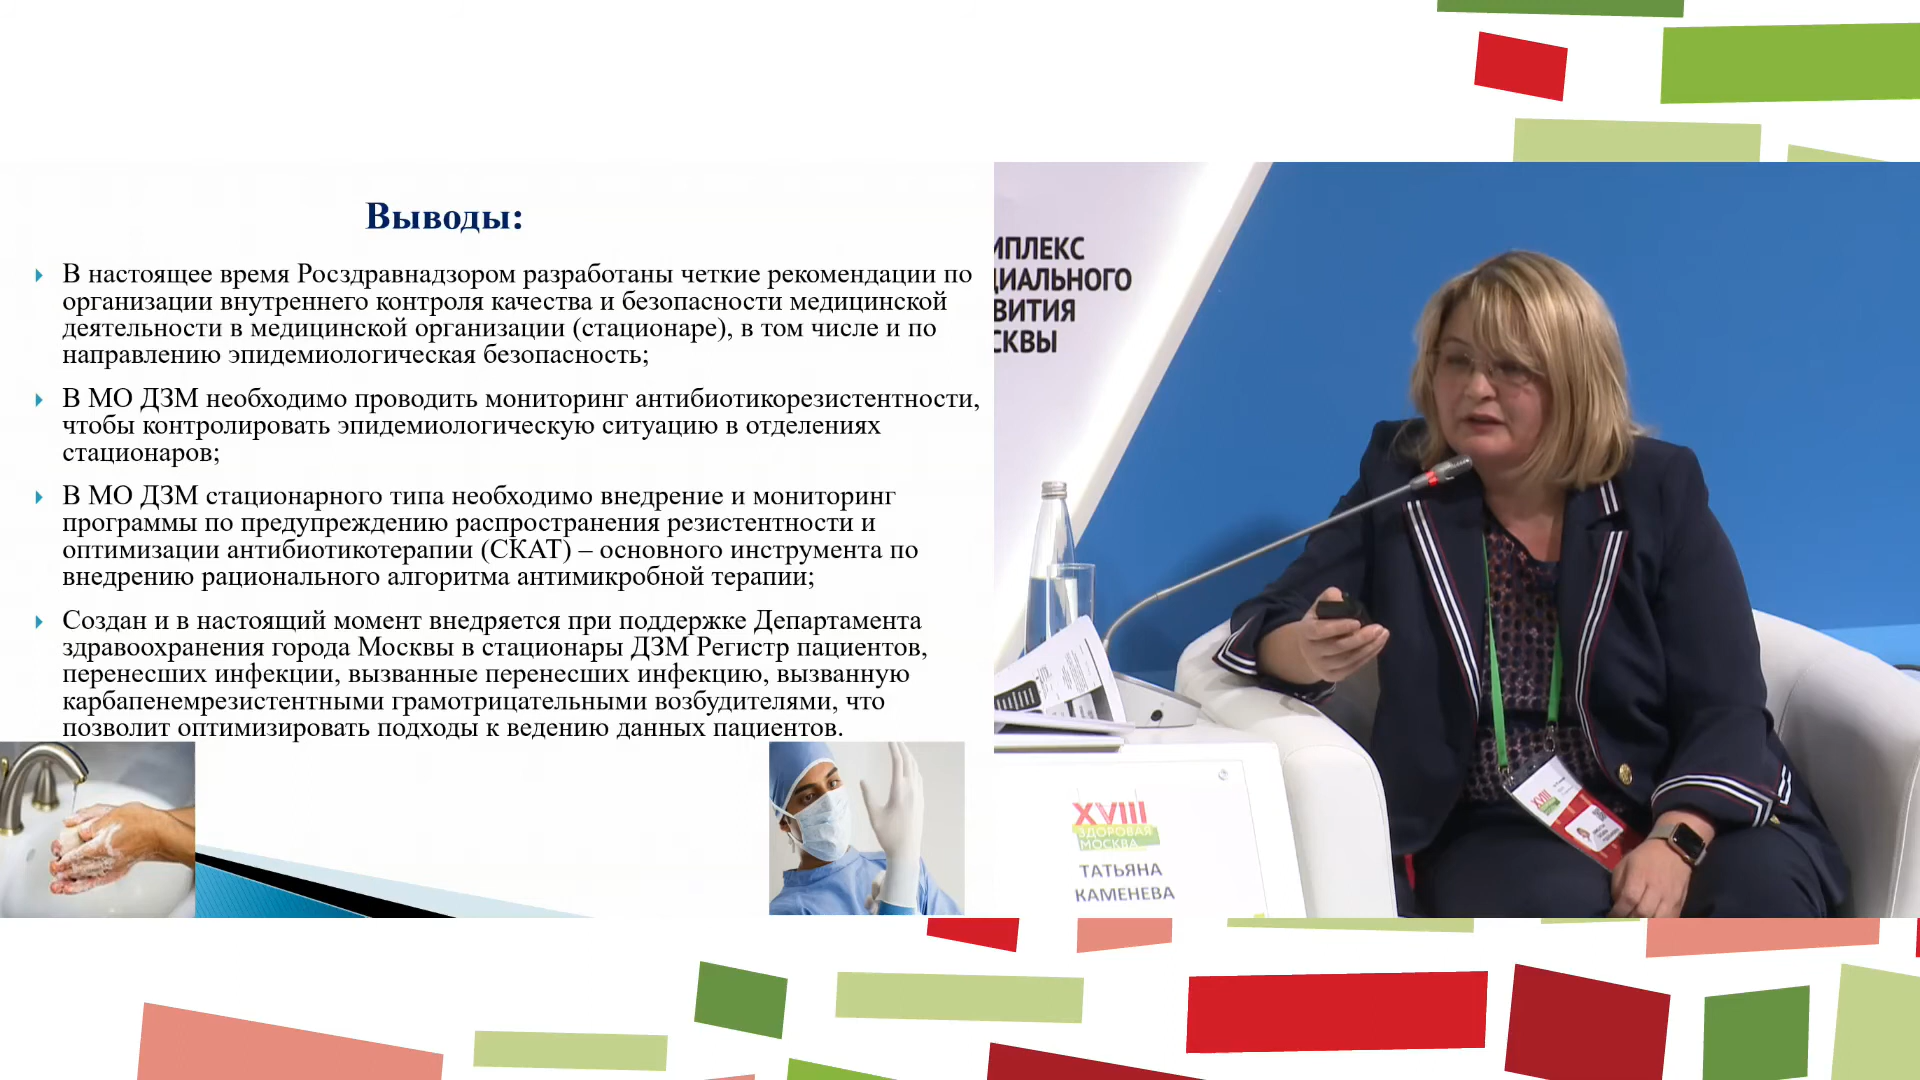 Выводы:
В настоящее время Росздравнадзором разработаны четкие рекомендации по
организации внутреннего контроля качества и безопасности медицинской
деятельности в медицинской организации (стационаре), в том числе и по
направлению эпидемиологическая безопасность;
В МО ДЗМ необходимо проводить мониторинг антибиотикорезистентности,
чтобы контролировать эпидемиологическую ситуацию в отделениях
стационаров;
В МО ДЗМ стационарного типа необходимо внедрение и мониторинг
программы по предупреждению распространения резистентности и
оптимизации антибиотикотерапии (СКАТ) – основного инструмента по
внедрению рационального алгоритма антимикробной терапии;
Создан и в настоящий момент внедряется при поддержке Департамента
здравоохранения города Москвы в стационары ДЗМ Регистр пациентов,
перенесших инфекции, вызванные перенесших инфекцию, вызванную
карбапенемрезистентными грамотрицательными возбудителями, что
позволит оптимизировать подходы к ведению данных пациентов.
МПЛЕКС
ЦИАЛЬНОГО
ВИТИЯ
СКВЫ
XVIII
ЗДОРОВАЯ
МОСКВА
ТАТЬЯНА
КАМЕНЕВА
XVIII